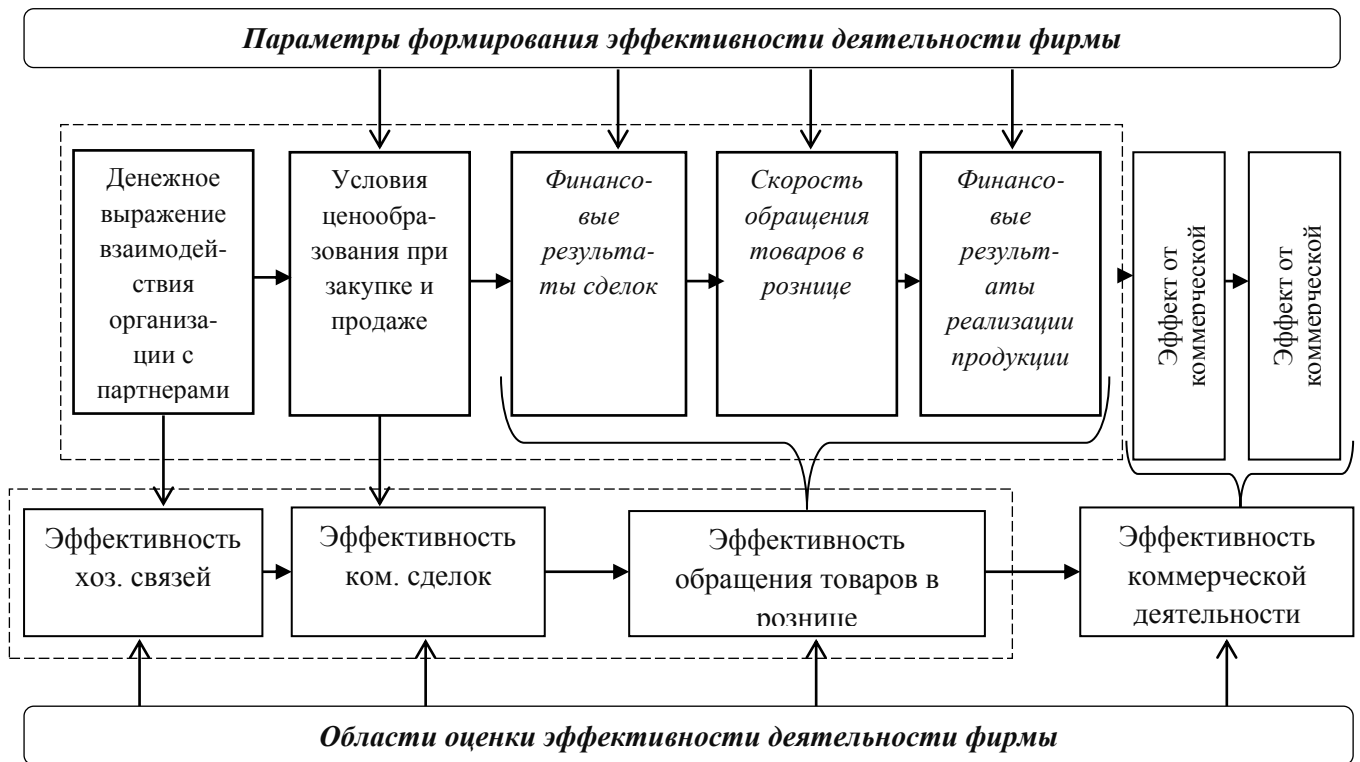 Параметры формирования эффективности деятельности фирмы
Денежное
выражение
взаимодей-
ствия
организа-
ции с
партнерами
Условия
ценообра-
зования при
закупке и
продаже
Финансо-
вые
результа-
ты сделок
Скорость
обращения
товаров в
рознице
Финансо-
вые
результ-
аты
реализации
продукции
Эффект от
коммерческой
Эффект от
коммерческой
Эффективность
хоз. связей
Эффективность
ком. сделок
Эффективность
обращения товаров в
рознице
Эффективность
коммерческой
деятельности
Области оценки эффективности деятельности фирмы